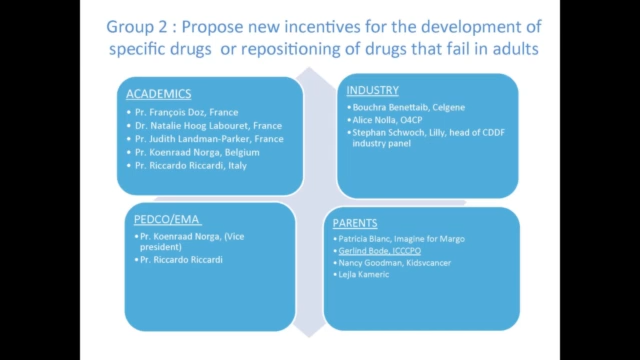 Group 2 : Propose new incentives for the development of
specific drugs or repositioning of drugs that fail in adults
ACADEMICS
• Pr. François Doz, France
• Dr. Natalie Hoog Labouret, France
• Pr. Judith Landman-Parker, France
• Pr. Koenraad Norga, Belgium
• Pr. Riccardo Riccardi, Italy
INDUSTRY
• Bouchra Benettaib, Celgene
• Alice Nolla, O4CP
• Stephan Schwoch, Lilly, head of CDDF
industry panel
PEDCO/EMA
• Pr. Koenraad Norga, (Vice
president)
• Pr. Riccardo Riccardi
PARENTS
• Patricia Blanc, Imagine for Margo
• Gerlind Bode, ICCCPO
• Nancy Goodman, Kidsvcancer
• Lejla Kameric